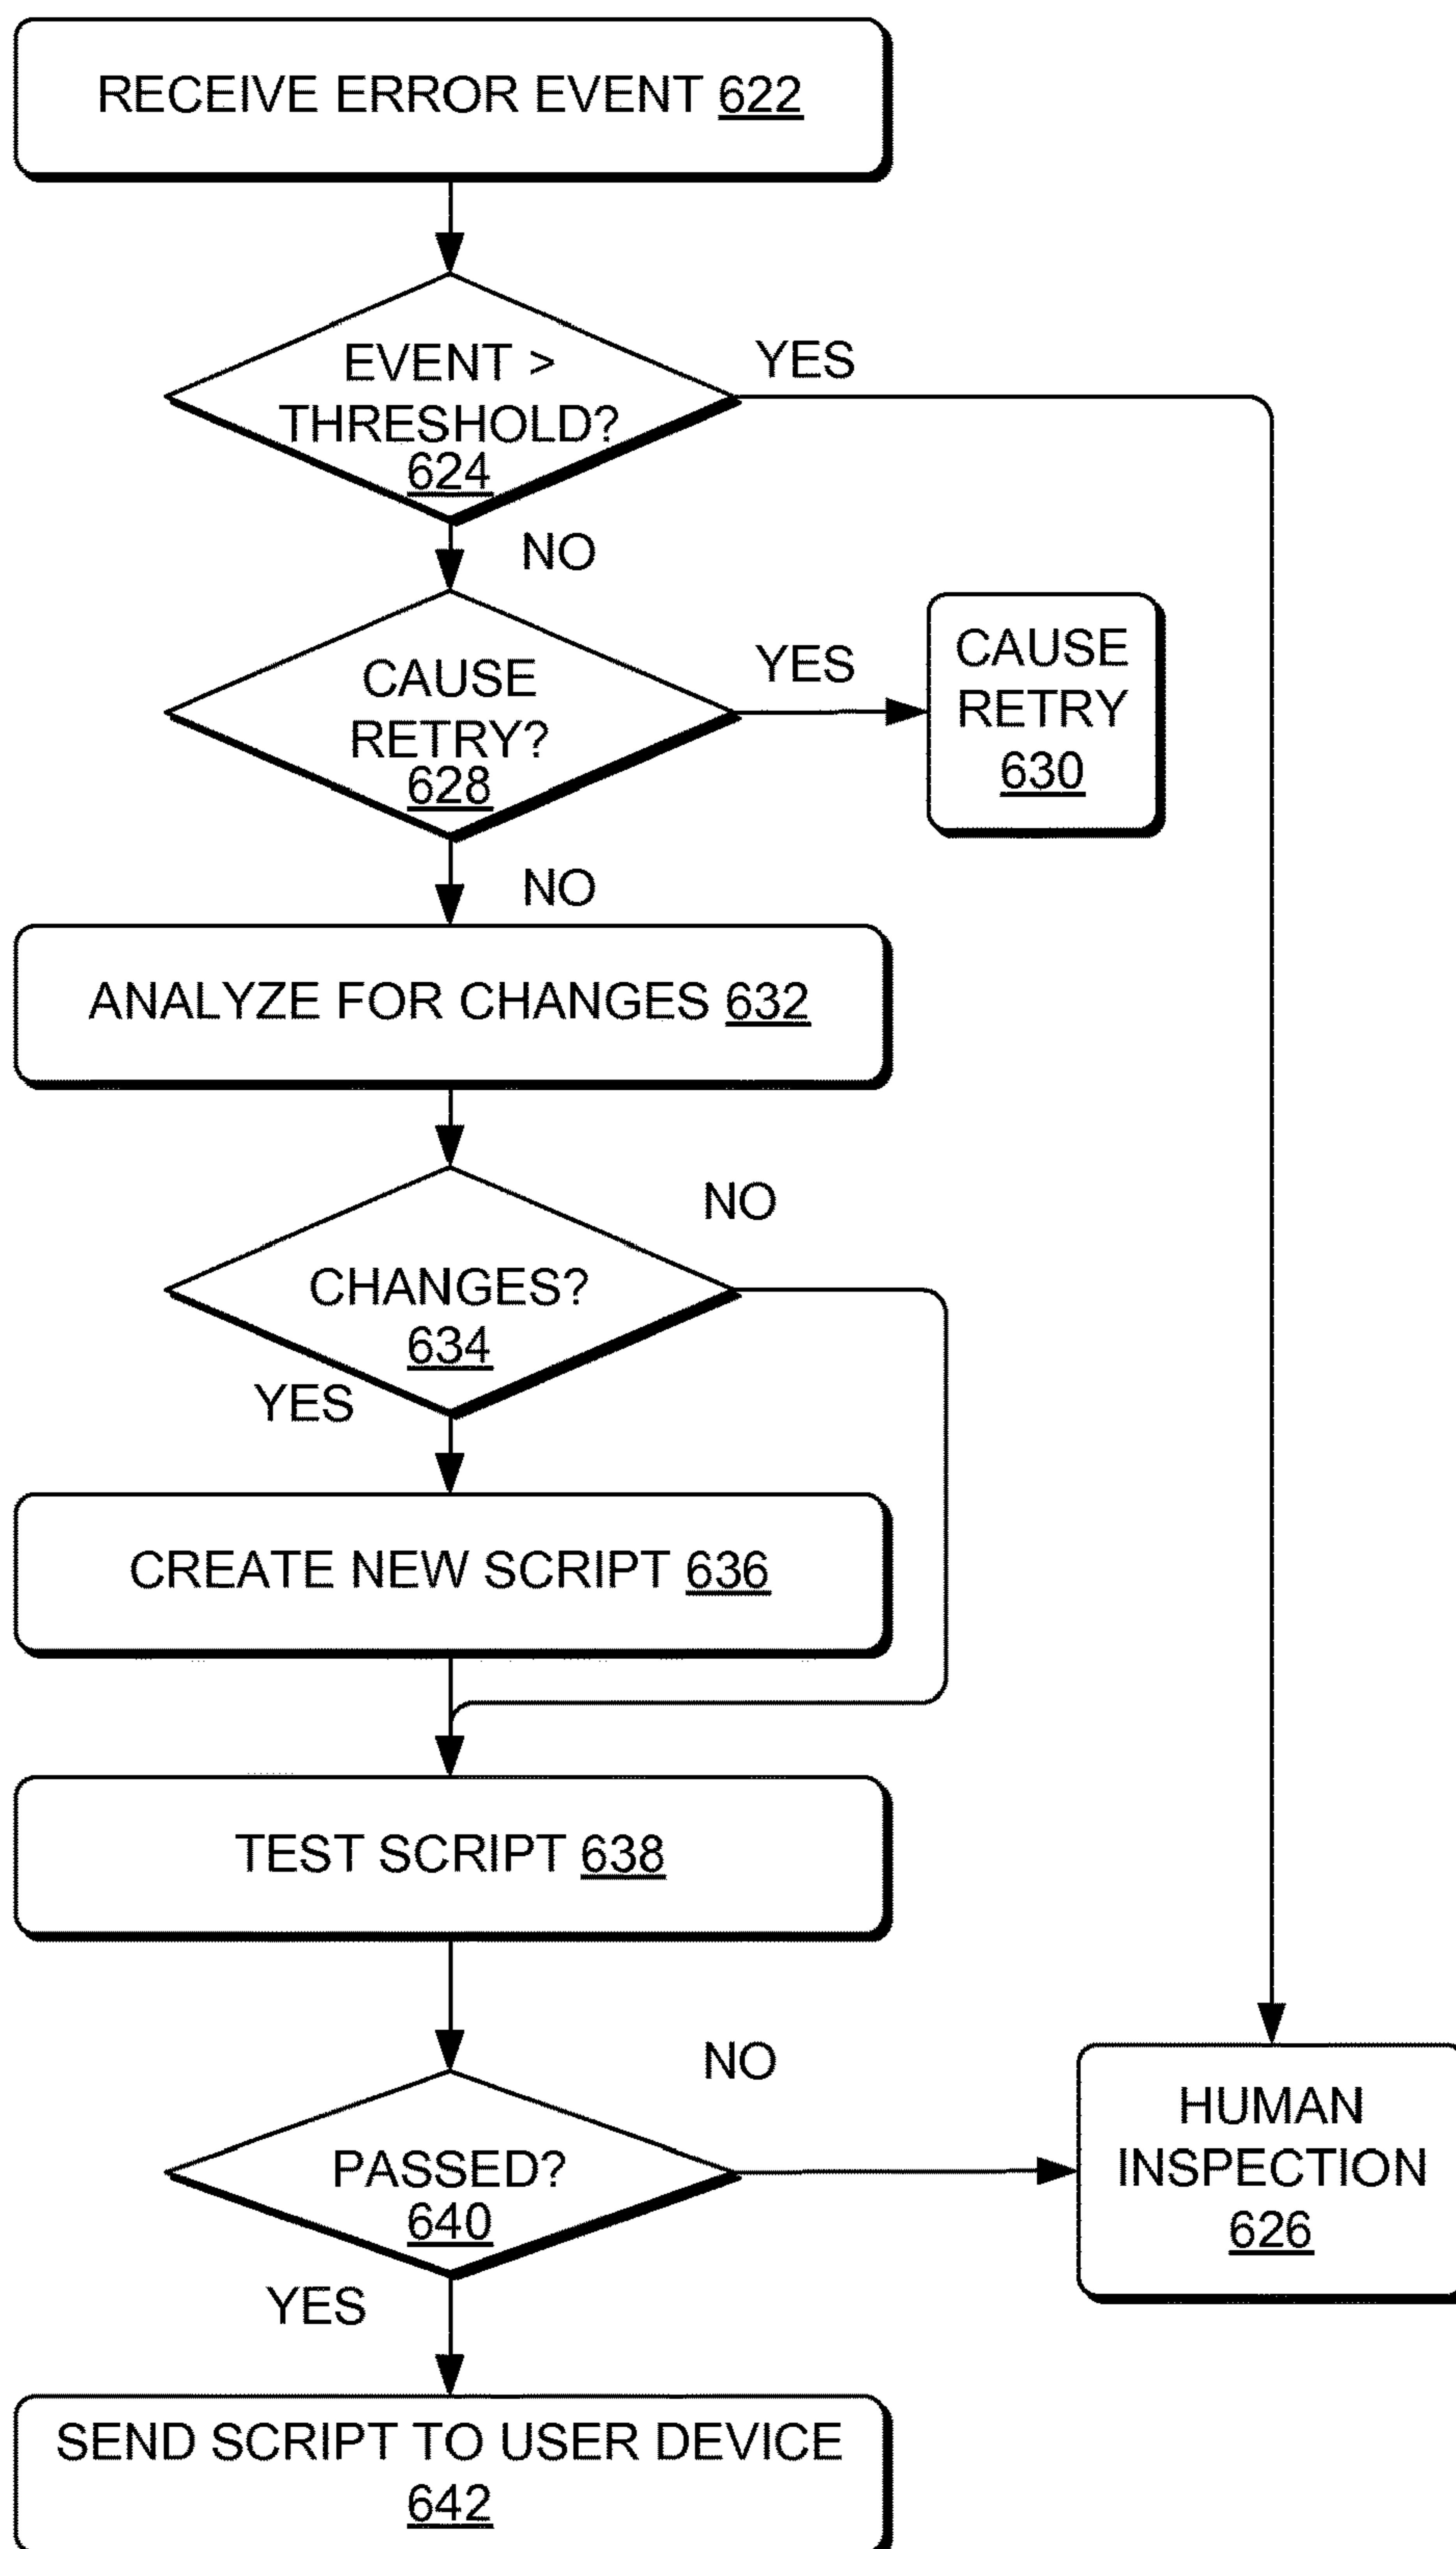 RECEIVE ERROR EVENT 622
EVENT >
THRESHOLD?
624
YES
NO
CAUSE
RETRY?
628
YES
CAUSE
RETRY
630
NO
ANALYZE FOR CHANGES 632
NO
CHANGES?
634
YES
CREATE NEW SCRIPT 636
TEST SCRIPT 638
NO
PASSED?
640
HUMAN
INSPECTION
626
YES
SEND SCRIPT TO USER DEVICE
642